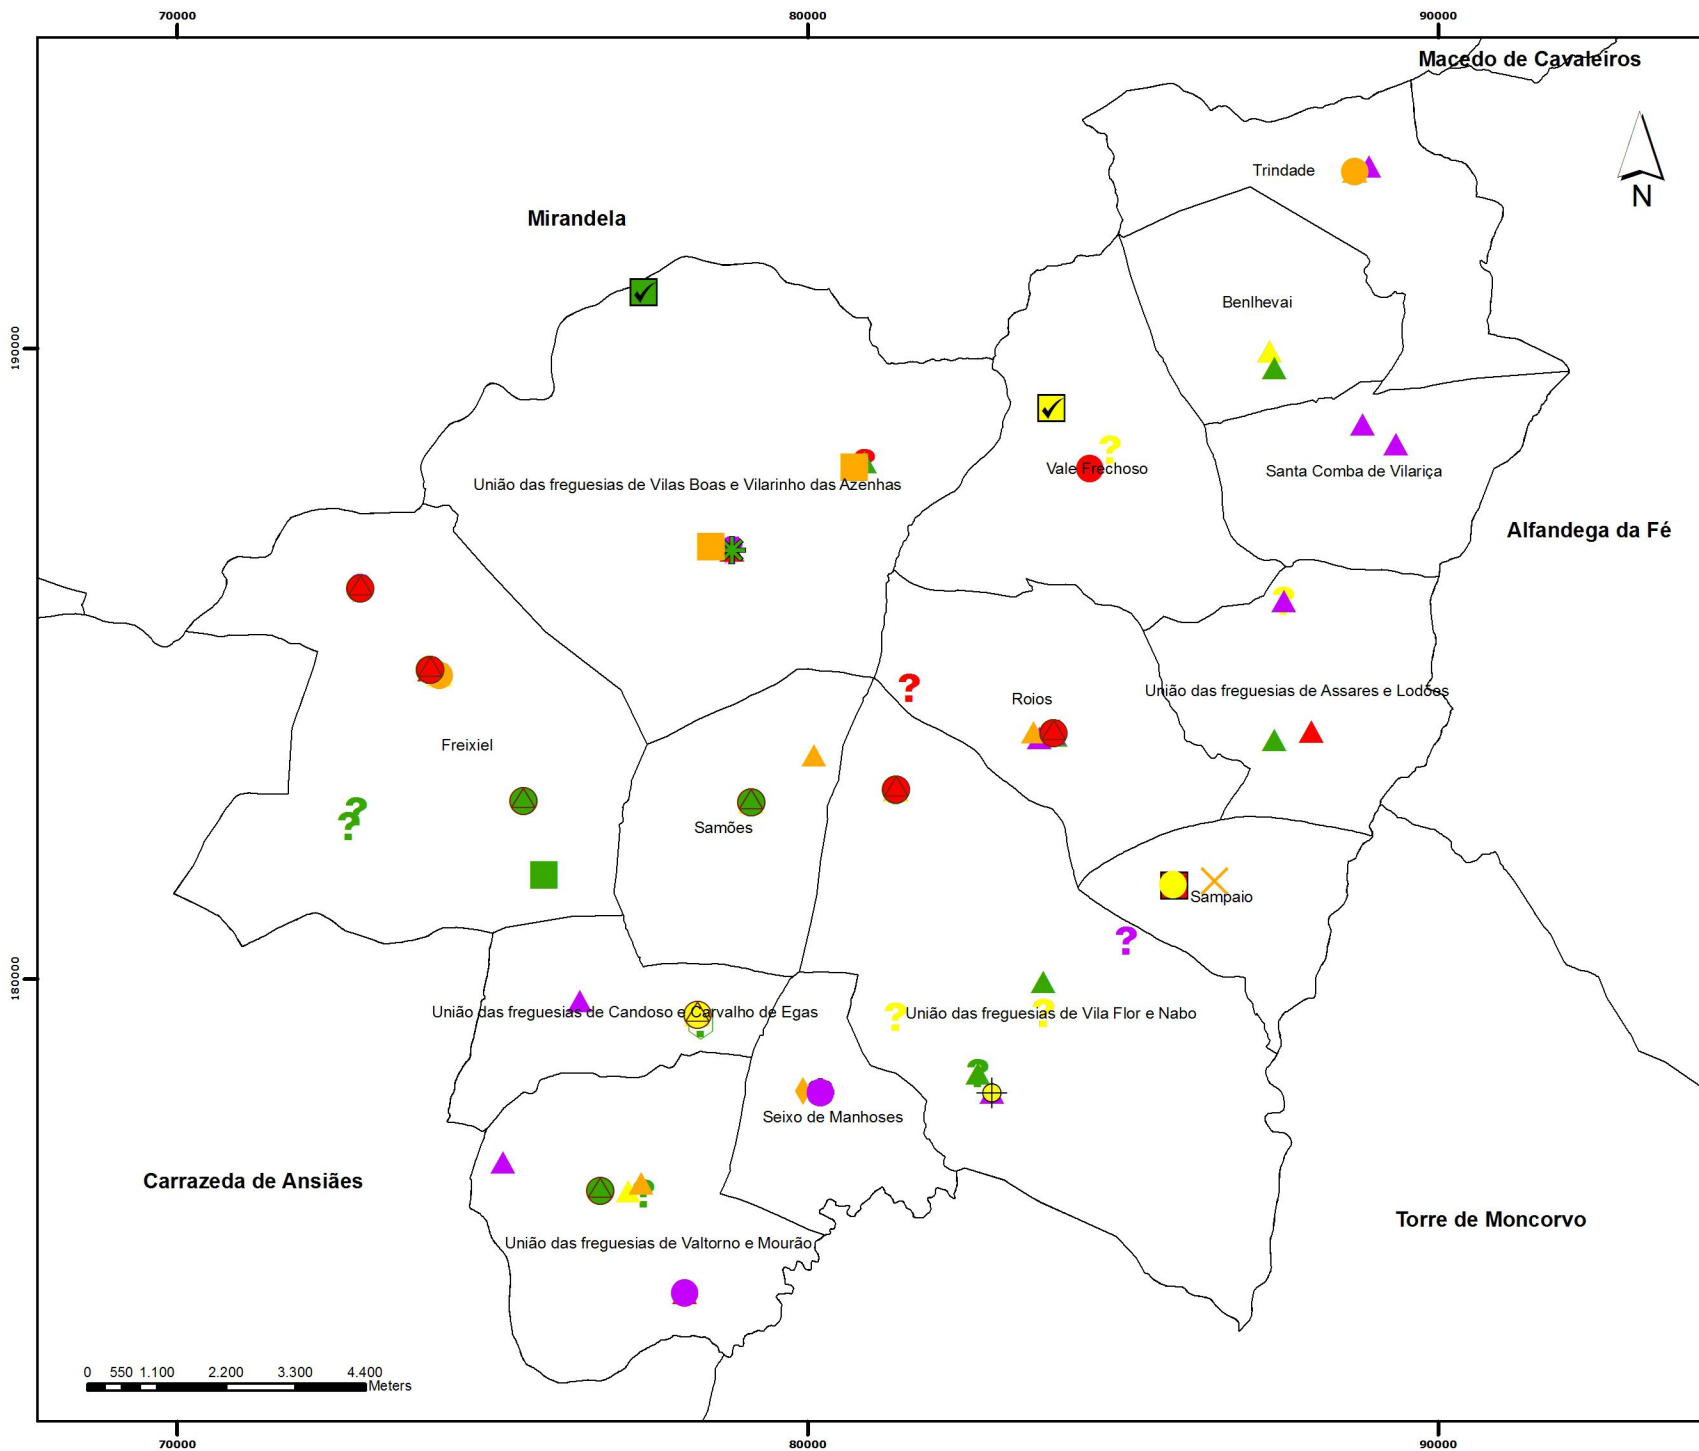 70000 80000 90000
Macedo de Cavaleiros
Trindade
N
Mirandela
Benlhevai
190000
Vale Frechoso
Santa Comba de Vilariça
União das freguesias de Vilas Boas e Vilarinho das Azenhas
Alfandega da Fé
União das freguesias de Assares e Lodões
Roios
Freixiel
Samões
Sampaio
180000
União das freguesias de Candoso e Carvalho de Egas
União das freguesias de Vila Flor e Nabo
Seixo de Manhoses
Carrazeda de Ansiães
Torre de Moncorvo
União das freguesias de Valtorno e Mourão
0 550 1.100 2.200 3.300 4.400
Meters
70000 80000 90000